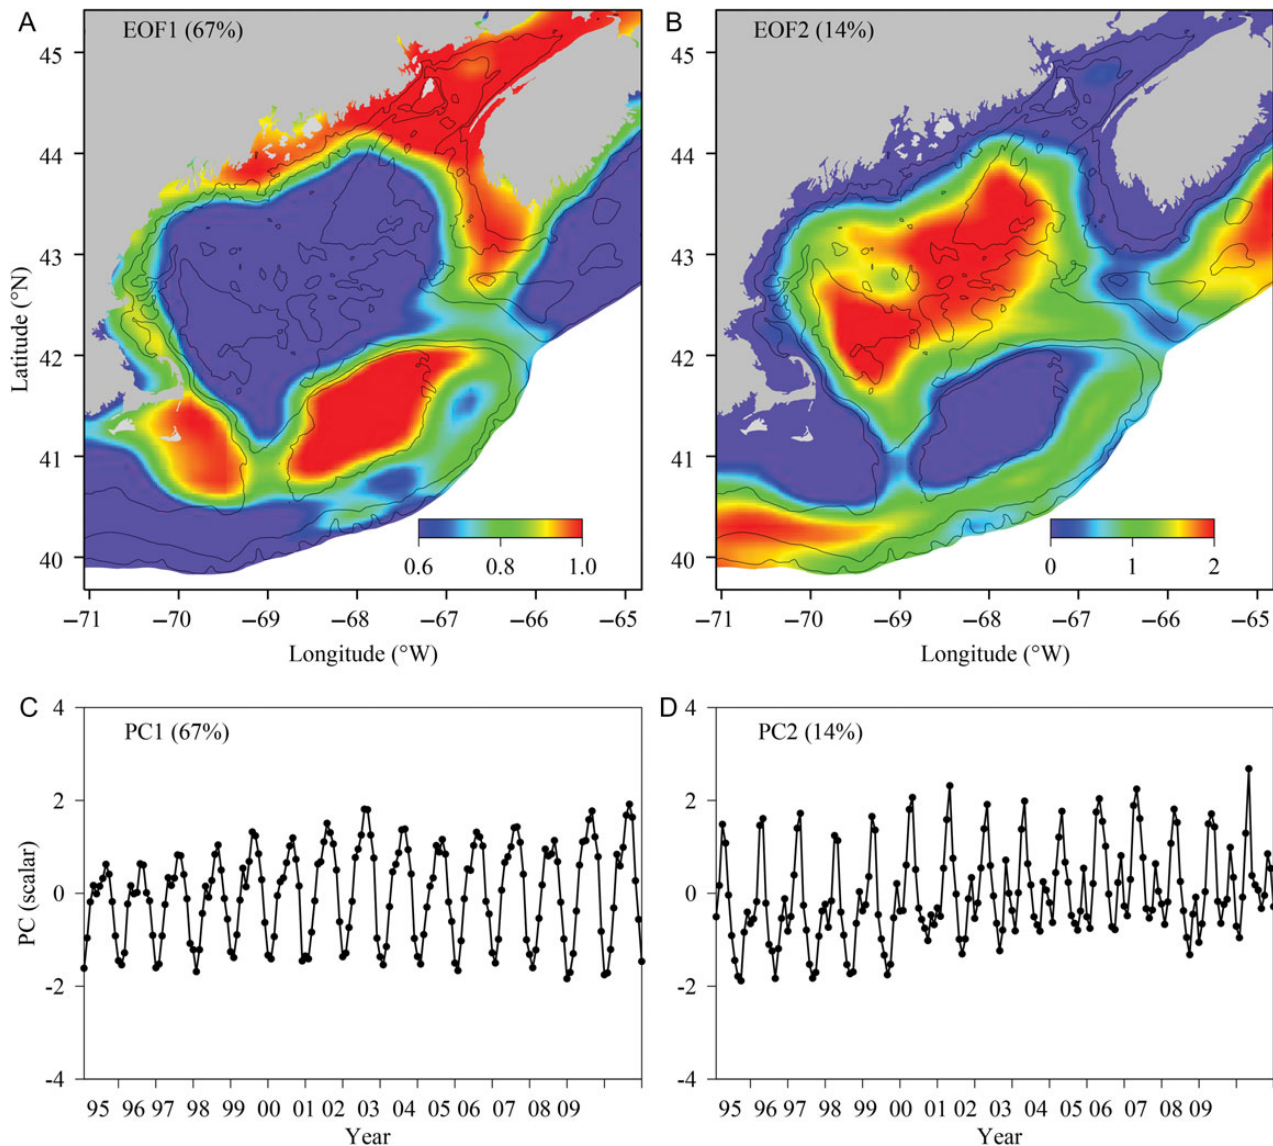 A
EOF1 (67%)
45
44
43
42
41
40
Latitude (°N)
0.6 0.8 1.0
−71 −70 −69 −68 −67 −66 −65
Longitude (°W)
B
EOF2 (14%)
45
44
43
42
41
40
0 1 2
−71 −70 −69 −68 −67 −66 −65
Longitude (°W)
C
PC1 (67%)
4
2
0
-2
-4
PC (scalar)
95 96 97 98 99 00 01 02 03 04 05 06 07 08 09
Year
D
PC2 (14%)
4
2
0
-2
-4
95 96 97 98 99 00 01 02 03 04 05 06 07 08 09
Year